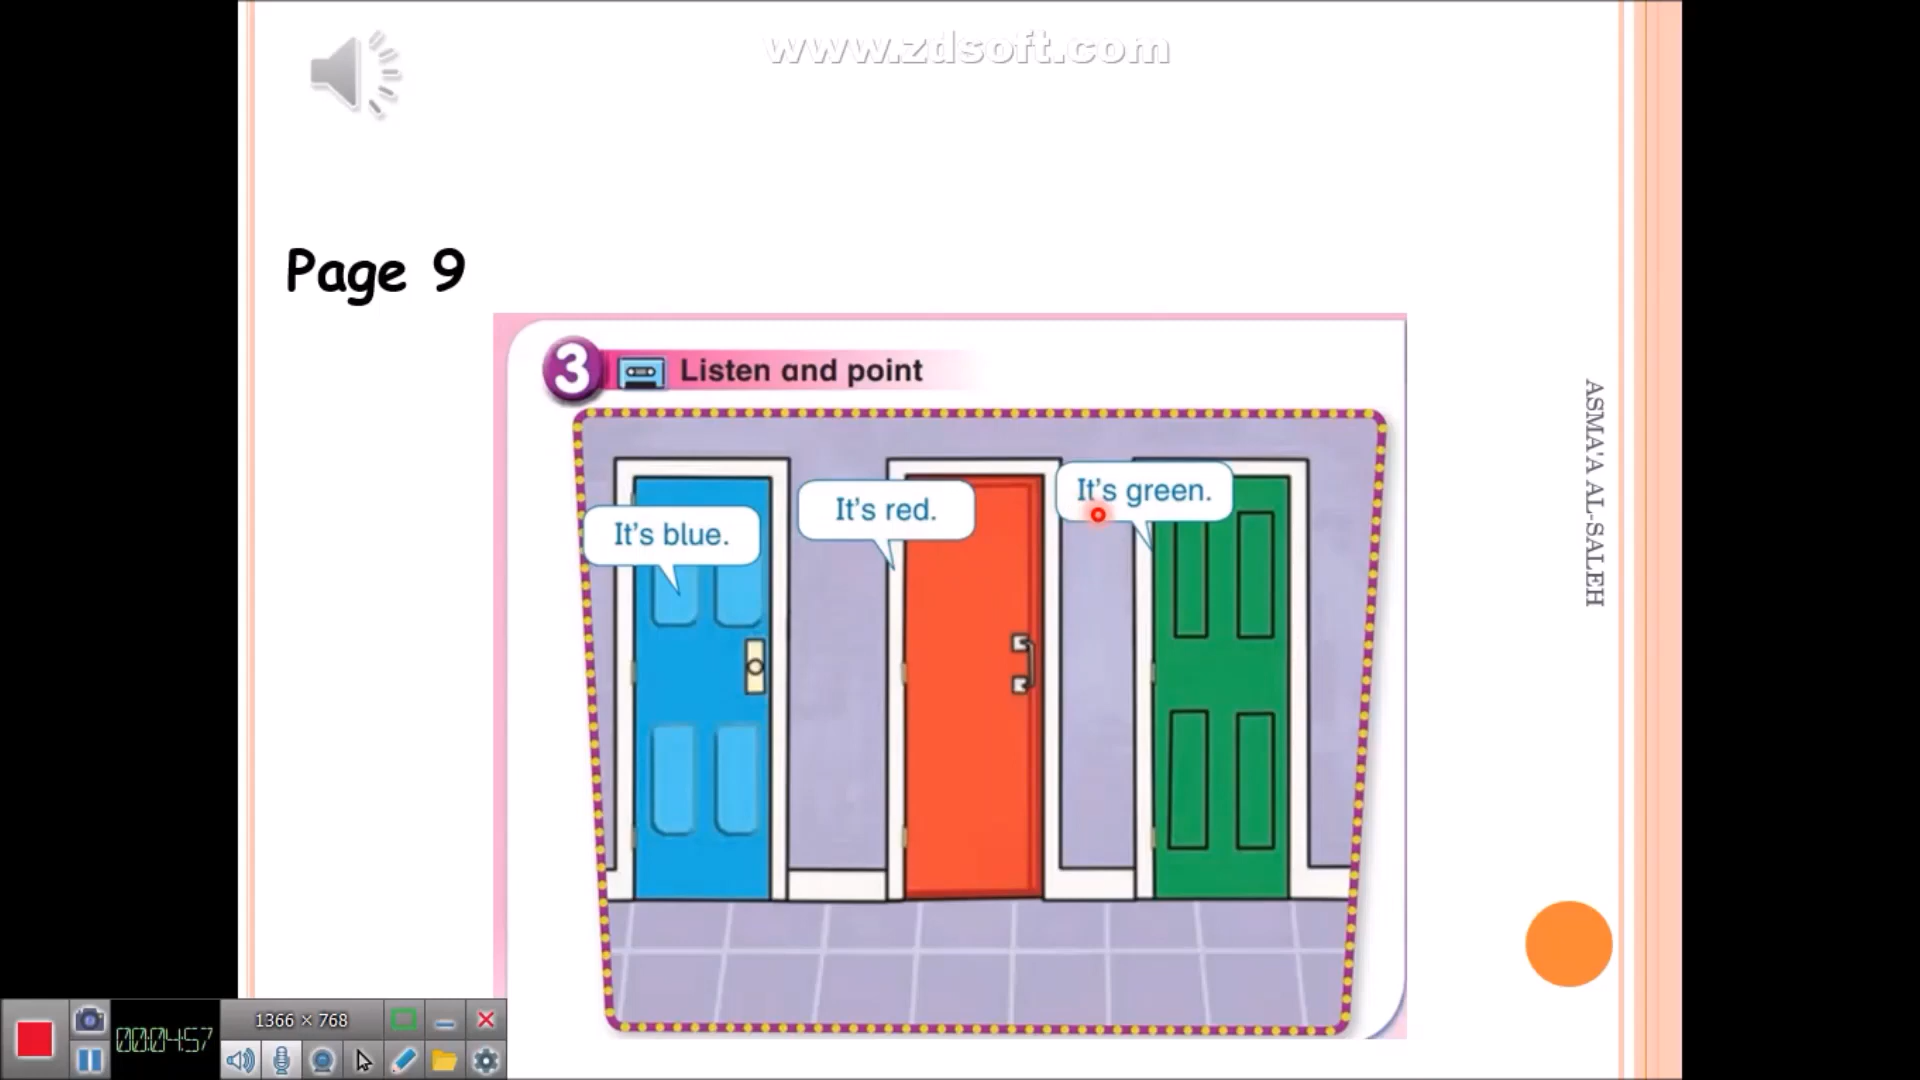 www.zdsoft.com
Page 9
3 Listen and point
It's blue.
It's red.
It's green.
ASMA'A AL-SALEH
00:04:57
1366 × 768